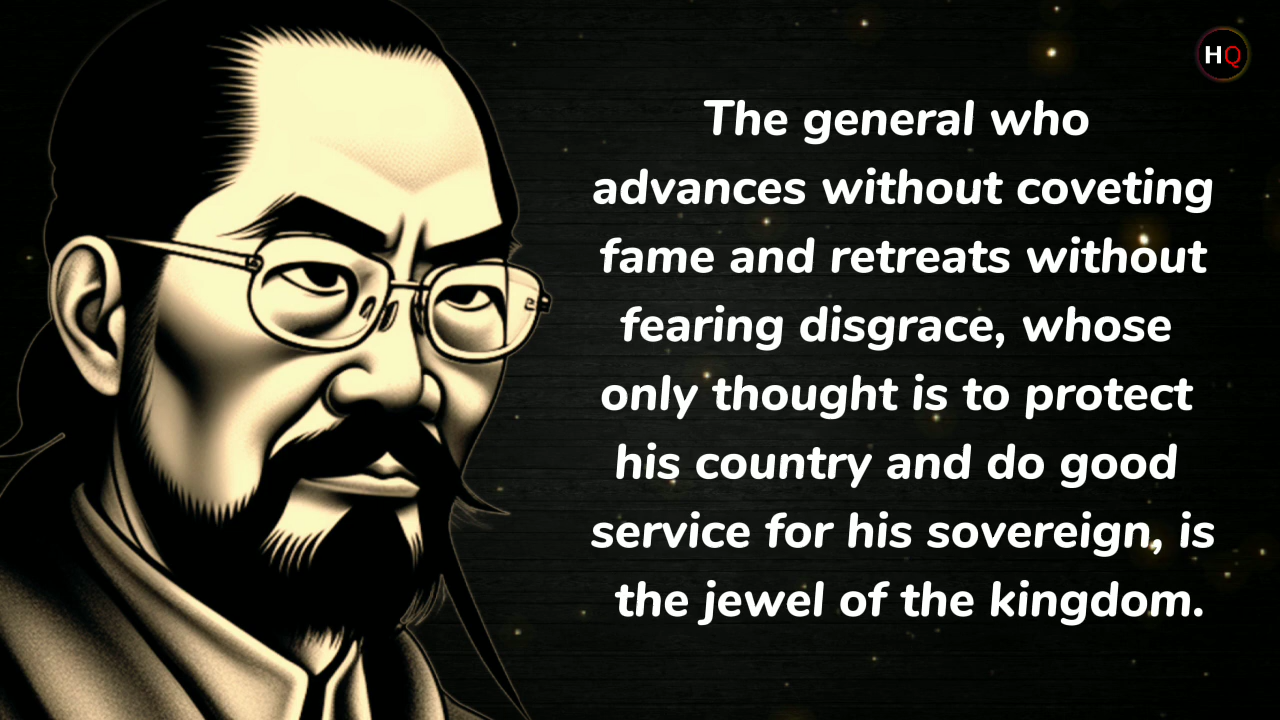 HQ
The general who
advances without coveting
fame and retreats without
fearing disgrace, whose
only thought is to protect
his country and do good
service for his sovereign, is
the jewel of the kingdom.